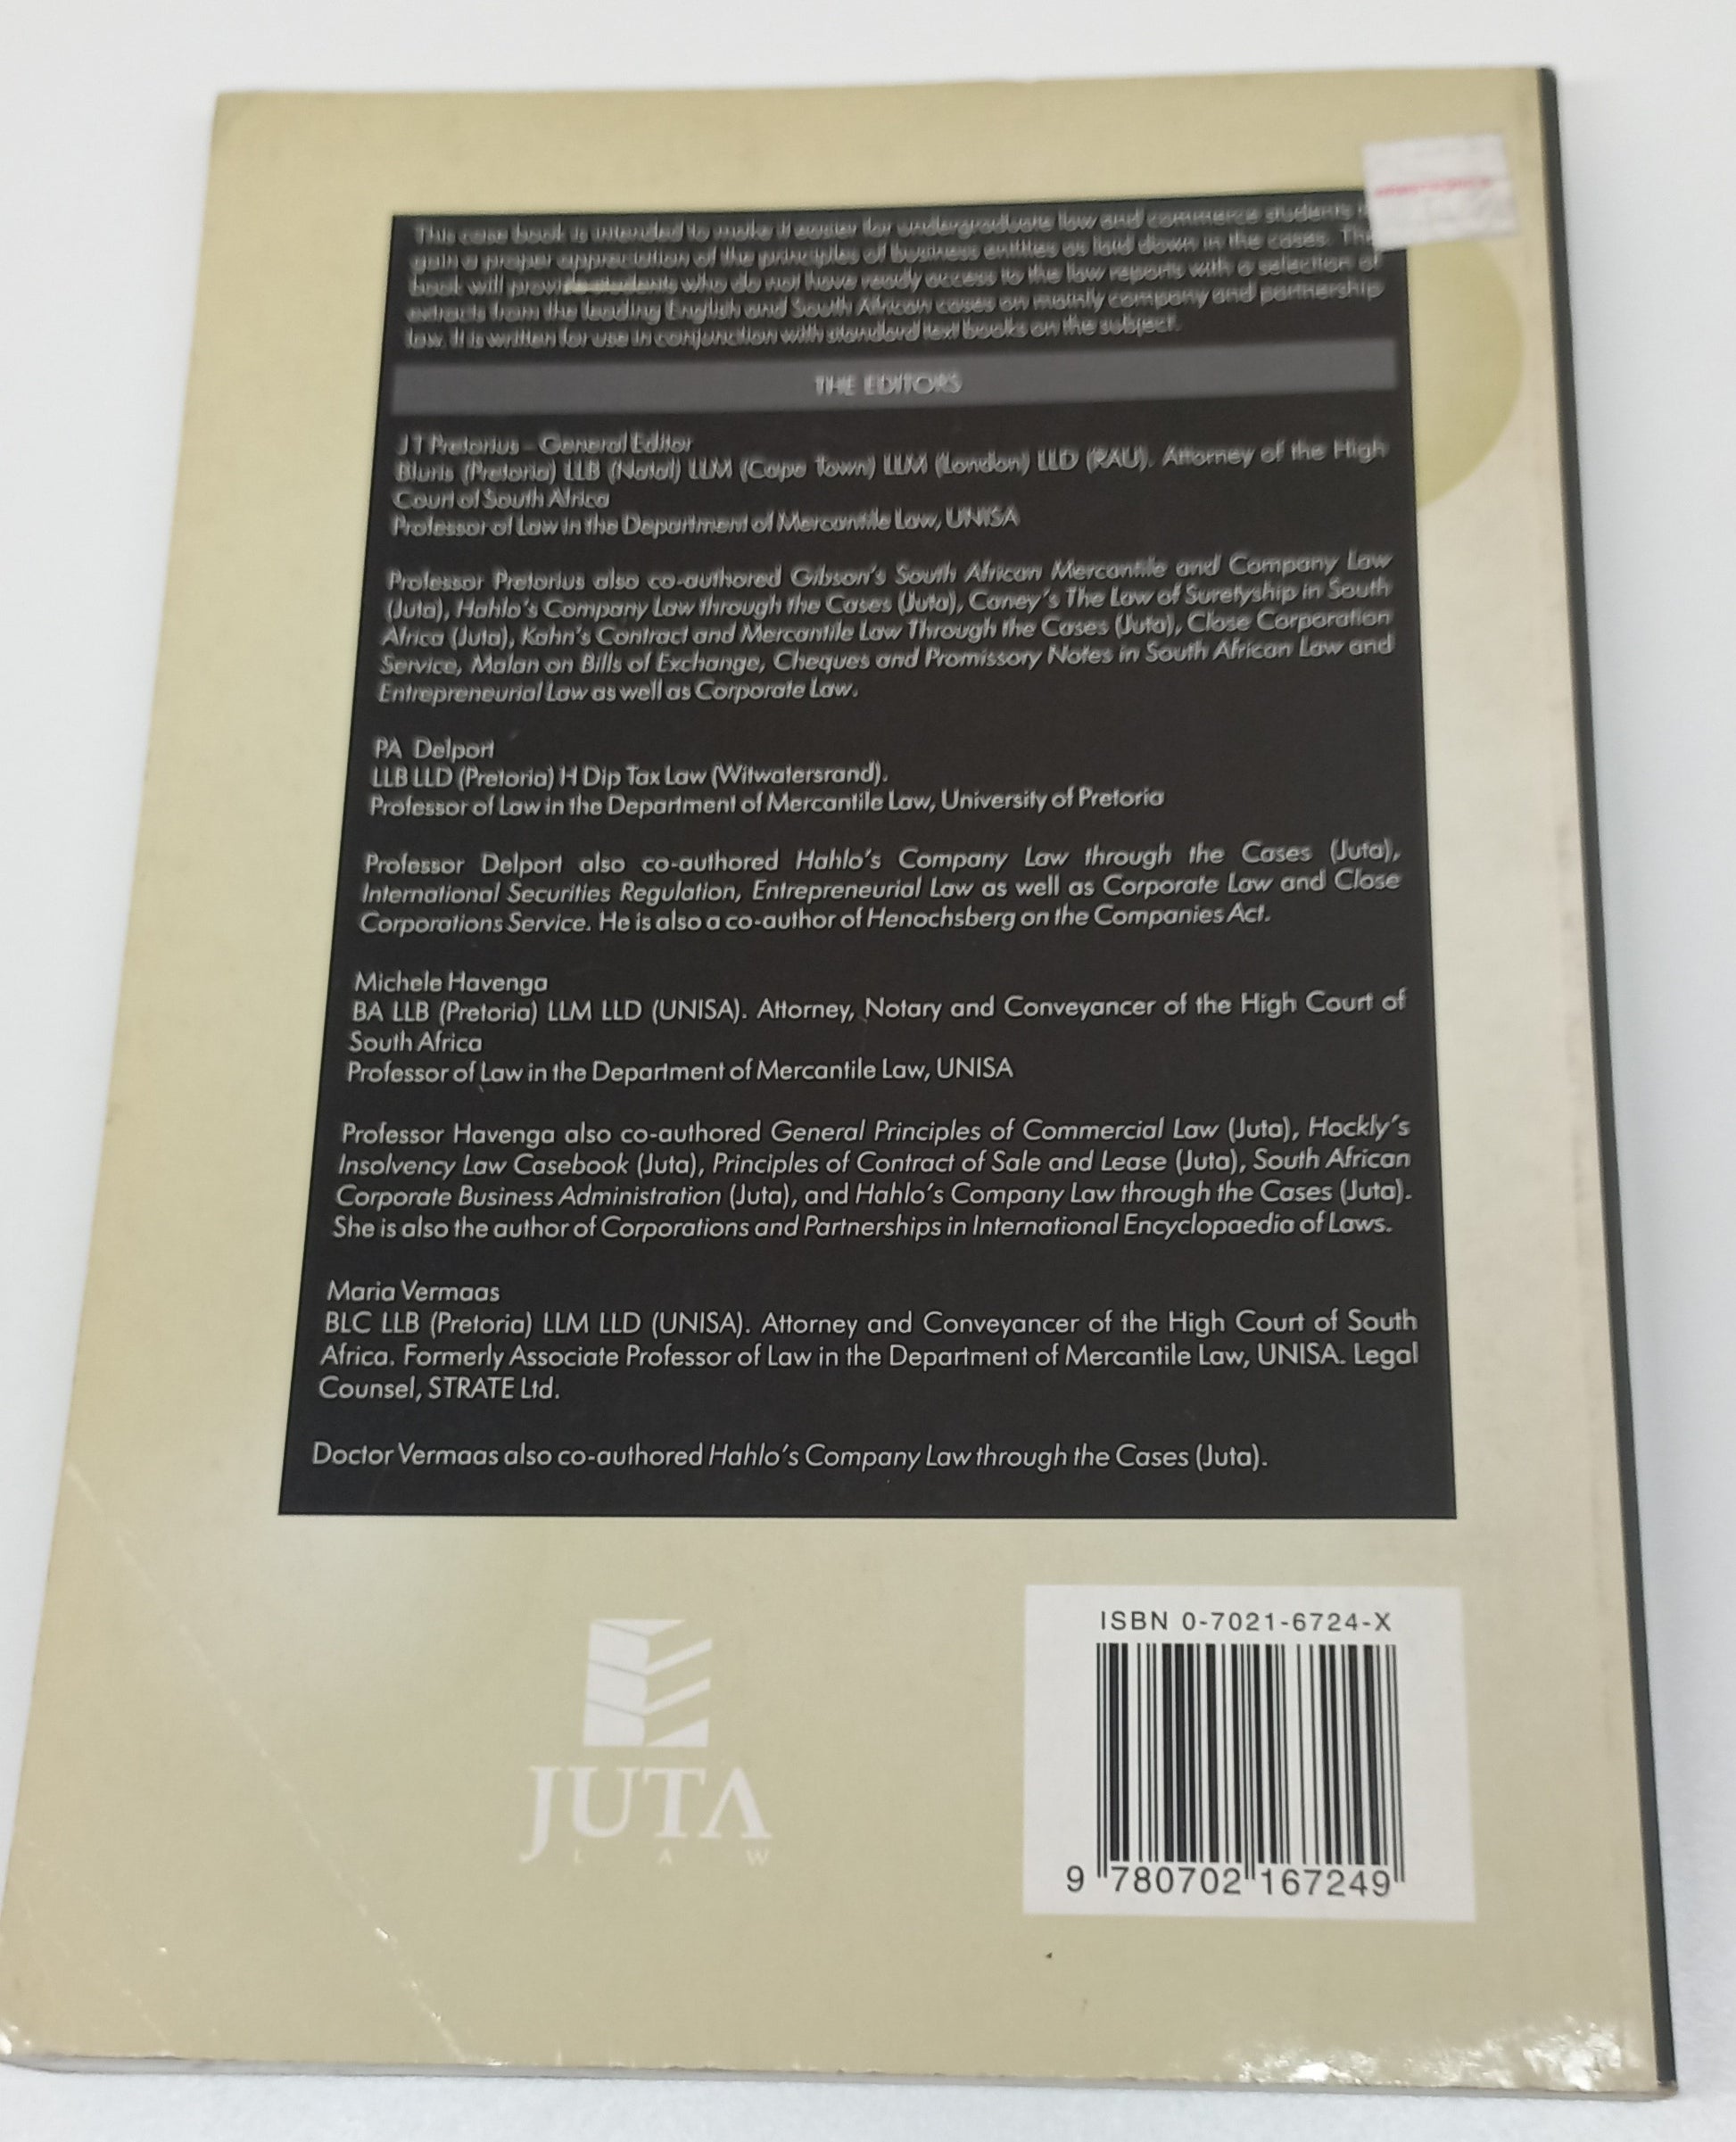 This case book is intended to make it easier for undergraduate law and commerce students
gain a proper appreciation of the principles of business entities as laid down in the cases.
book will who do not have ready access to the law reports with a selection of
extracts from the leading English and South African cases on mainly company and partnership
law. It is written for use in conjunction with standard text books on the subject.
THE EDITORS
J T Pretorius – General Editor
BIuris (Pretoria) LLB (Natal) LLM (Cape Town) LLM (London) LLD (RAU). Attorney of the High
Court of South Africa
Professor of Law in the Department of Mercantile Law, UNISA
Professor Pretorius also co-authored Gibson's South African Mercantile and Company Law
(Juta), Hahlo's Company Law through the Cases (Juta), Caney's The Law of Suretyship in South
Africa (Juta), Kahn's Contract and Mercantile Law Through the Cases (Juta), Close Corporation
Service, Malan on Bills of Exchange, Cheques and Promissory Notes in South African Law and
Entrepreneurial Law as well as Corporate Law.
PA Delport
LLB LLD (Pretoria) H Dip Tax Law (Witwatersrand).
Professor of Law in the Department of Mercantile Law, University of Pretoria
Professor Delport also co-authored Hahlo's Company Law through the Cases (Juta),
International Securities Regulation, Entrepreneurial Law as well as Corporate Law and Close
Corporations Service. He is also a co-author of Henochsberg on the Companies Act.
Michele Havenga
BA LLB (Pretoria) LLM LLD (UNISA). Attorney, Notary and Conveyancer of the High Court of
South Africa
Professor of Law in the Department of Mercantile Law, UNISA
Professor Havenga also co-authored General Principles of Commercial Law (Juta), Hockly's
Insolvency Law Casebook (Juta), Principles of Contract of Sale and Lease (Juta), South African
Corporate Business Administration (Juta), and Hahlo's Company Law through the Cases (Juta).
She is also the author of Corporations and Partnerships in International Encyclopaedia of Laws.
Maria Vermaas
BLC LLB (Pretoria) LLM LLD (UNISA). Attorney and Conveyancer of the High Court of South
Africa. Formerly Associate Professor of Law in the Department of Mercantile Law, UNISA. Legal
Counsel, STRATE Ltd.
Doctor Vermaas also co-authored Hahlo's Company Law through the Cases (Juta).
JUTA
LAW
ISBN 0-7021-6724-X
9 780702 167249